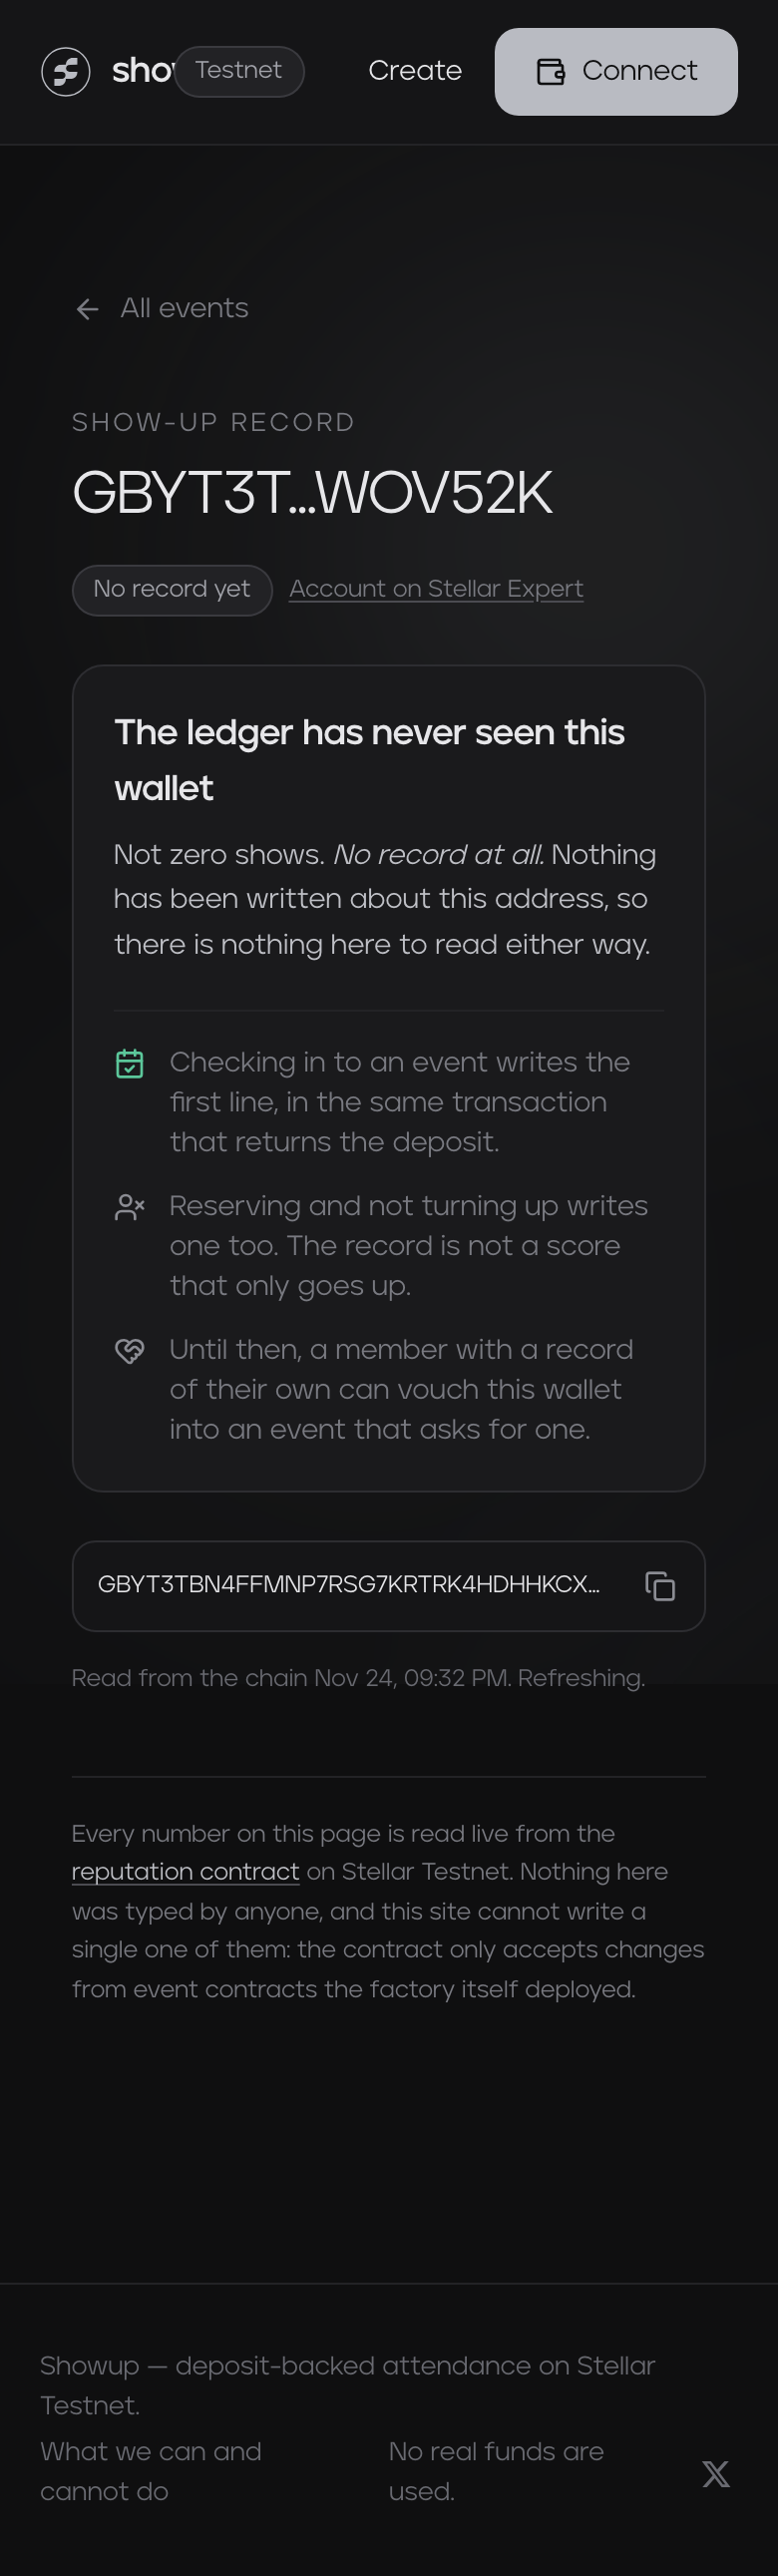 show
Testnet
Create
Connect
All events
SHOW-UP RECORD
GBYT3T…WOV52K
No record yet
Account on Stellar Expert
The ledger has never seen this
wallet
Not zero shows. No record at all. Nothing
has been written about this address, so
there is nothing here to read either way.
Checking in to an event writes the
first line, in the same transaction
that returns the deposit.
Reserving and not turning up writes
one too. The record is not a score
that only goes up.
Until then, a member with a record
of their own can vouch this wallet
into an event that asks for one.
GBYT3TBN4FFMNP7RSG7KRTRK4HDHHKCX…
Read from the chain Nov 24, 09:32 PM. Refreshing.
Every number on this page is read live from the
reputation contract on Stellar Testnet. Nothing here
was typed by anyone, and this site cannot write a
single one of them: the contract only accepts changes
from event contracts the factory itself deployed.
Showup — deposit-backed attendance on Stellar
Testnet.
What we can and
cannot do
No real funds are
used.